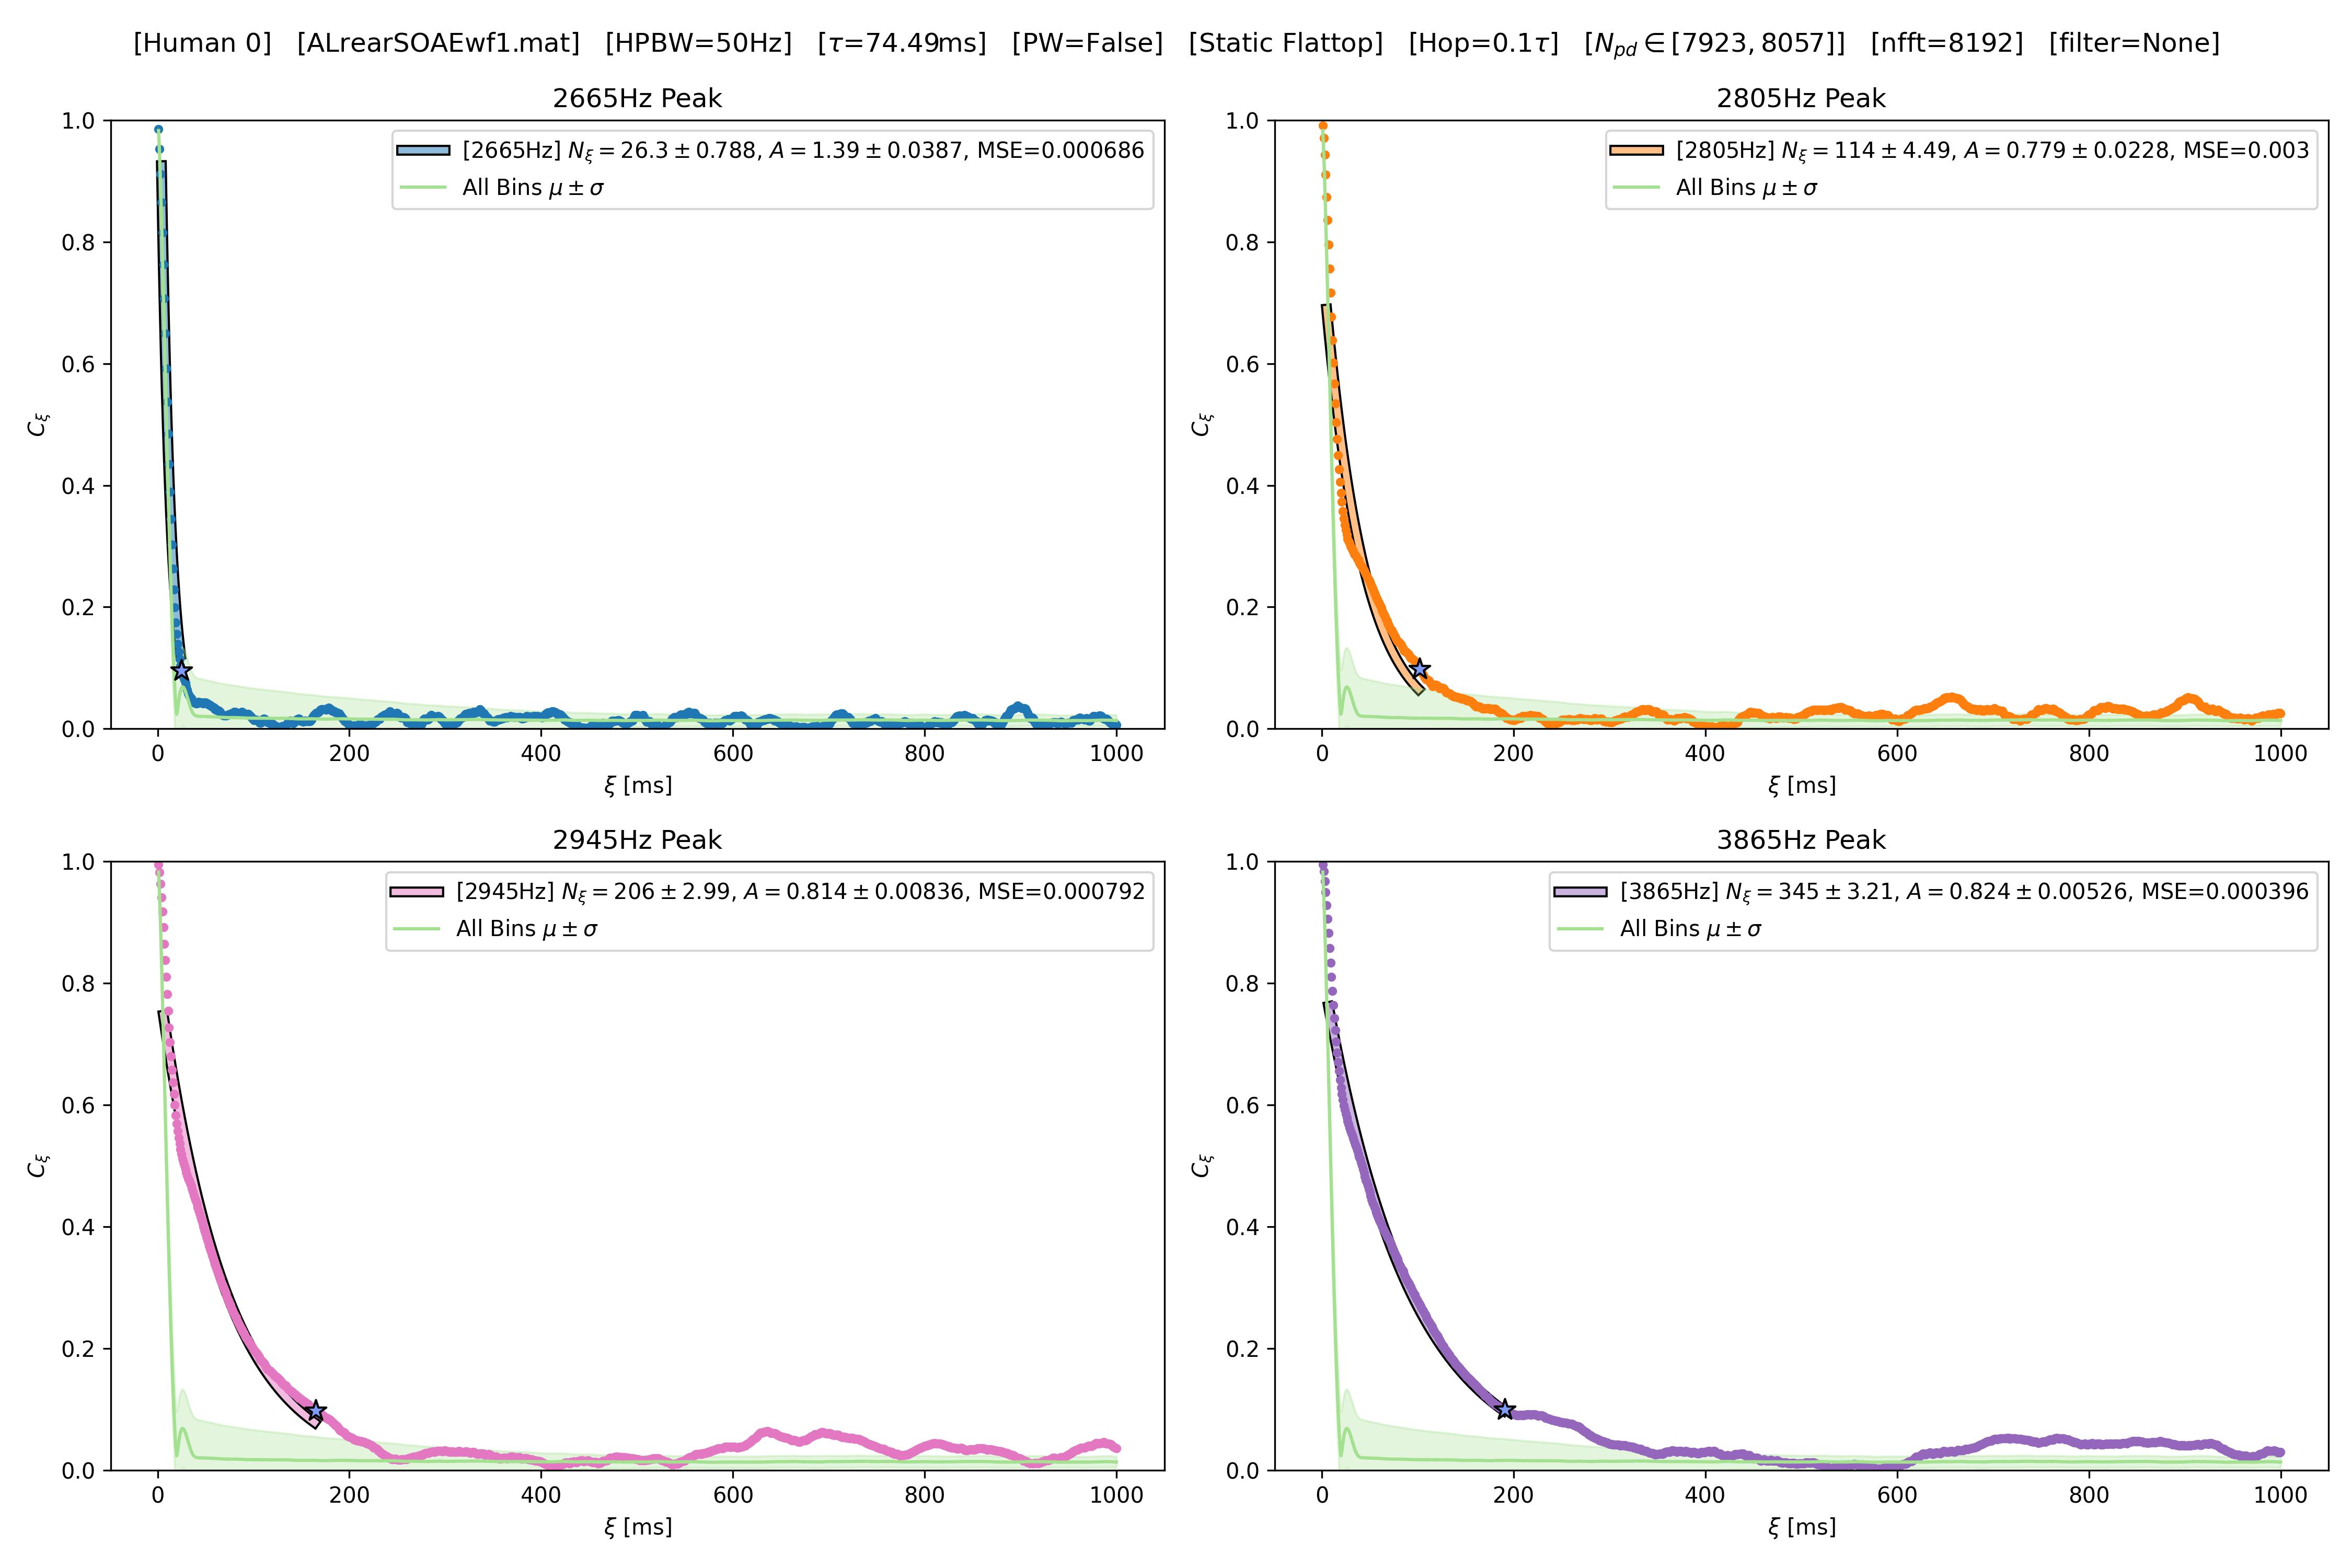 [Human 0] [ALrearSOAEwf1.mat] [HPBW=50Hz] [τ=74.49ms] [PW=False] [Static Flattop] [Hop=0.1τ] [N_pd ∈ [7923, 8057]] [nfft=8192] [filter=None]
2665Hz Peak
[2665Hz] N_ξ = 26.3 ± 0.788, A = 1.39 ± 0.0387, MSE=0.000686
All Bins μ ± σ
1.0
0.8
0.6
0.4
0.2
0.0
C_ξ
0 200 400 600 800 1000
ξ [ms]
2805Hz Peak
[2805Hz] N_ξ = 114 ± 4.49, A = 0.779 ± 0.0228, MSE=0.003
All Bins μ ± σ
1.0
0.8
0.6
0.4
0.2
0.0
C_ξ
0 200 400 600 800 1000
ξ [ms]
2945Hz Peak
[2945Hz] N_ξ = 206 ± 2.99, A = 0.814 ± 0.00836, MSE=0.000792
All Bins μ ± σ
1.0
0.8
0.6
0.4
0.2
0.0
C_ξ
0 200 400 600 800 1000
ξ [ms]
3865Hz Peak
[3865Hz] N_ξ = 345 ± 3.21, A = 0.824 ± 0.00526, MSE=0.000396
All Bins μ ± σ
1.0
0.8
0.6
0.4
0.2
0.0
C_ξ
0 200 400 600 800 1000
ξ [ms]